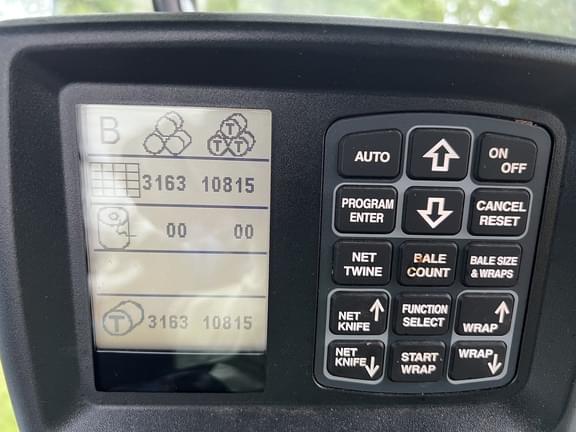 B T T T
3163 10815
00 00
T 3163 10815
AUTO
ON OFF
PROGRAM ENTER
CANCEL RESET
NET TWINE
BALE COUNT
BALE SIZE & WRAPS
NET KNIFE
FUNCTION SELECT
WRAP
NET KNIFE
START WRAP
WRAP